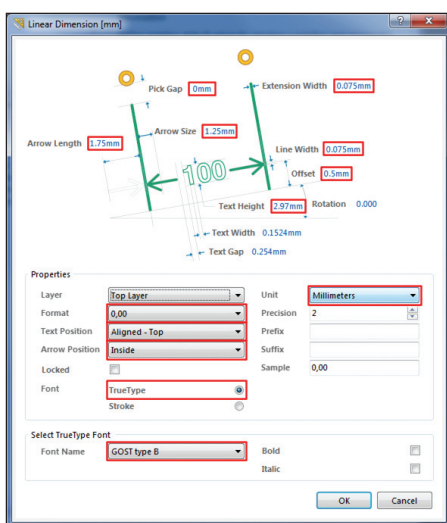 Linear Dimension [mm]
Pick Gap 0mm
Extension Width 0.075mm
Arrow Size 1.25mm
Arrow Length 1.75mm
Line Width 0.075mm
100
Offset 0.5mm
Text Height 2.97mm Rotation 0.000
Text Width 0.1524mm
Text Gap 0.254mm
Properties
Layer Top Layer Unit Millimeters
Format 0,00 Precision 2
Text Position Aligned - Top Prefix
Arrow Position Inside Suffix
Locked Sample 0,00
Font TrueType
Stroke
Select TrueType Font
Font Name GOST type B Bold
Italic
OK Cancel